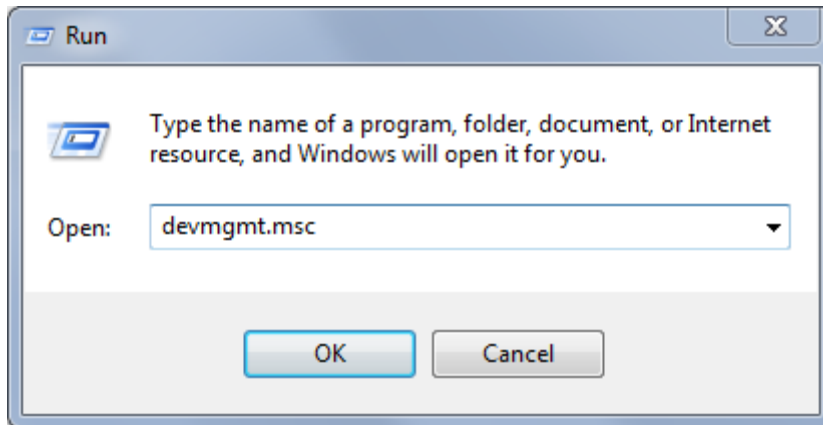 Run
Type the name of a program, folder, document, or Internet
resource, and Windows will open it for you.
Open: devmgmt.msc
OK Cancel